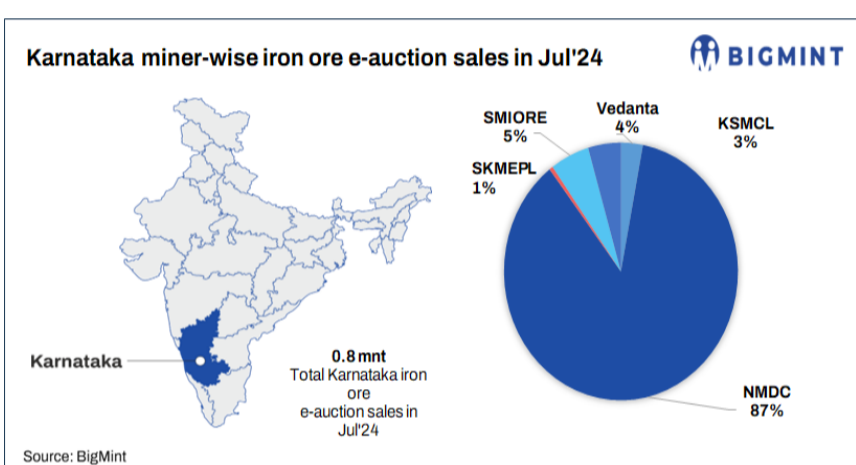 Karnataka miner-wise iron ore e-auction sales in Jul'24
BIGMINT
SMIORE
5%
Vedanta
4%
KSMCL
3%
SKMEPL
1%
Karnataka
0.8 mnt
Total Karnataka iron
ore
e-auction sales in
Jul'24
NMDC
87%
Source: BigMint